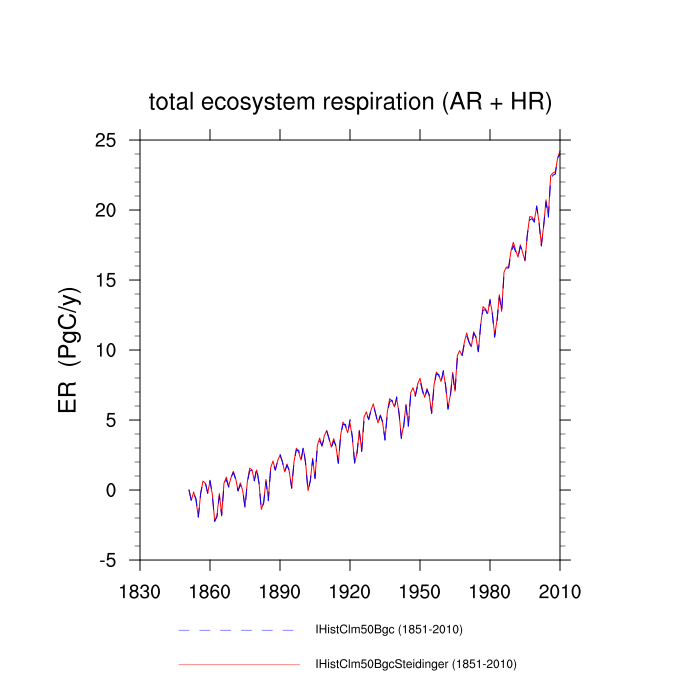 total ecosystem respiration (AR + HR)
ER (PgC/y)
25
20
15
10
5
0
-5
1830 1860 1890 1920 1950 1980 2010
IHistClm50Bgc (1851-2010)
IHistClm50BgcSteidinger (1851-2010)